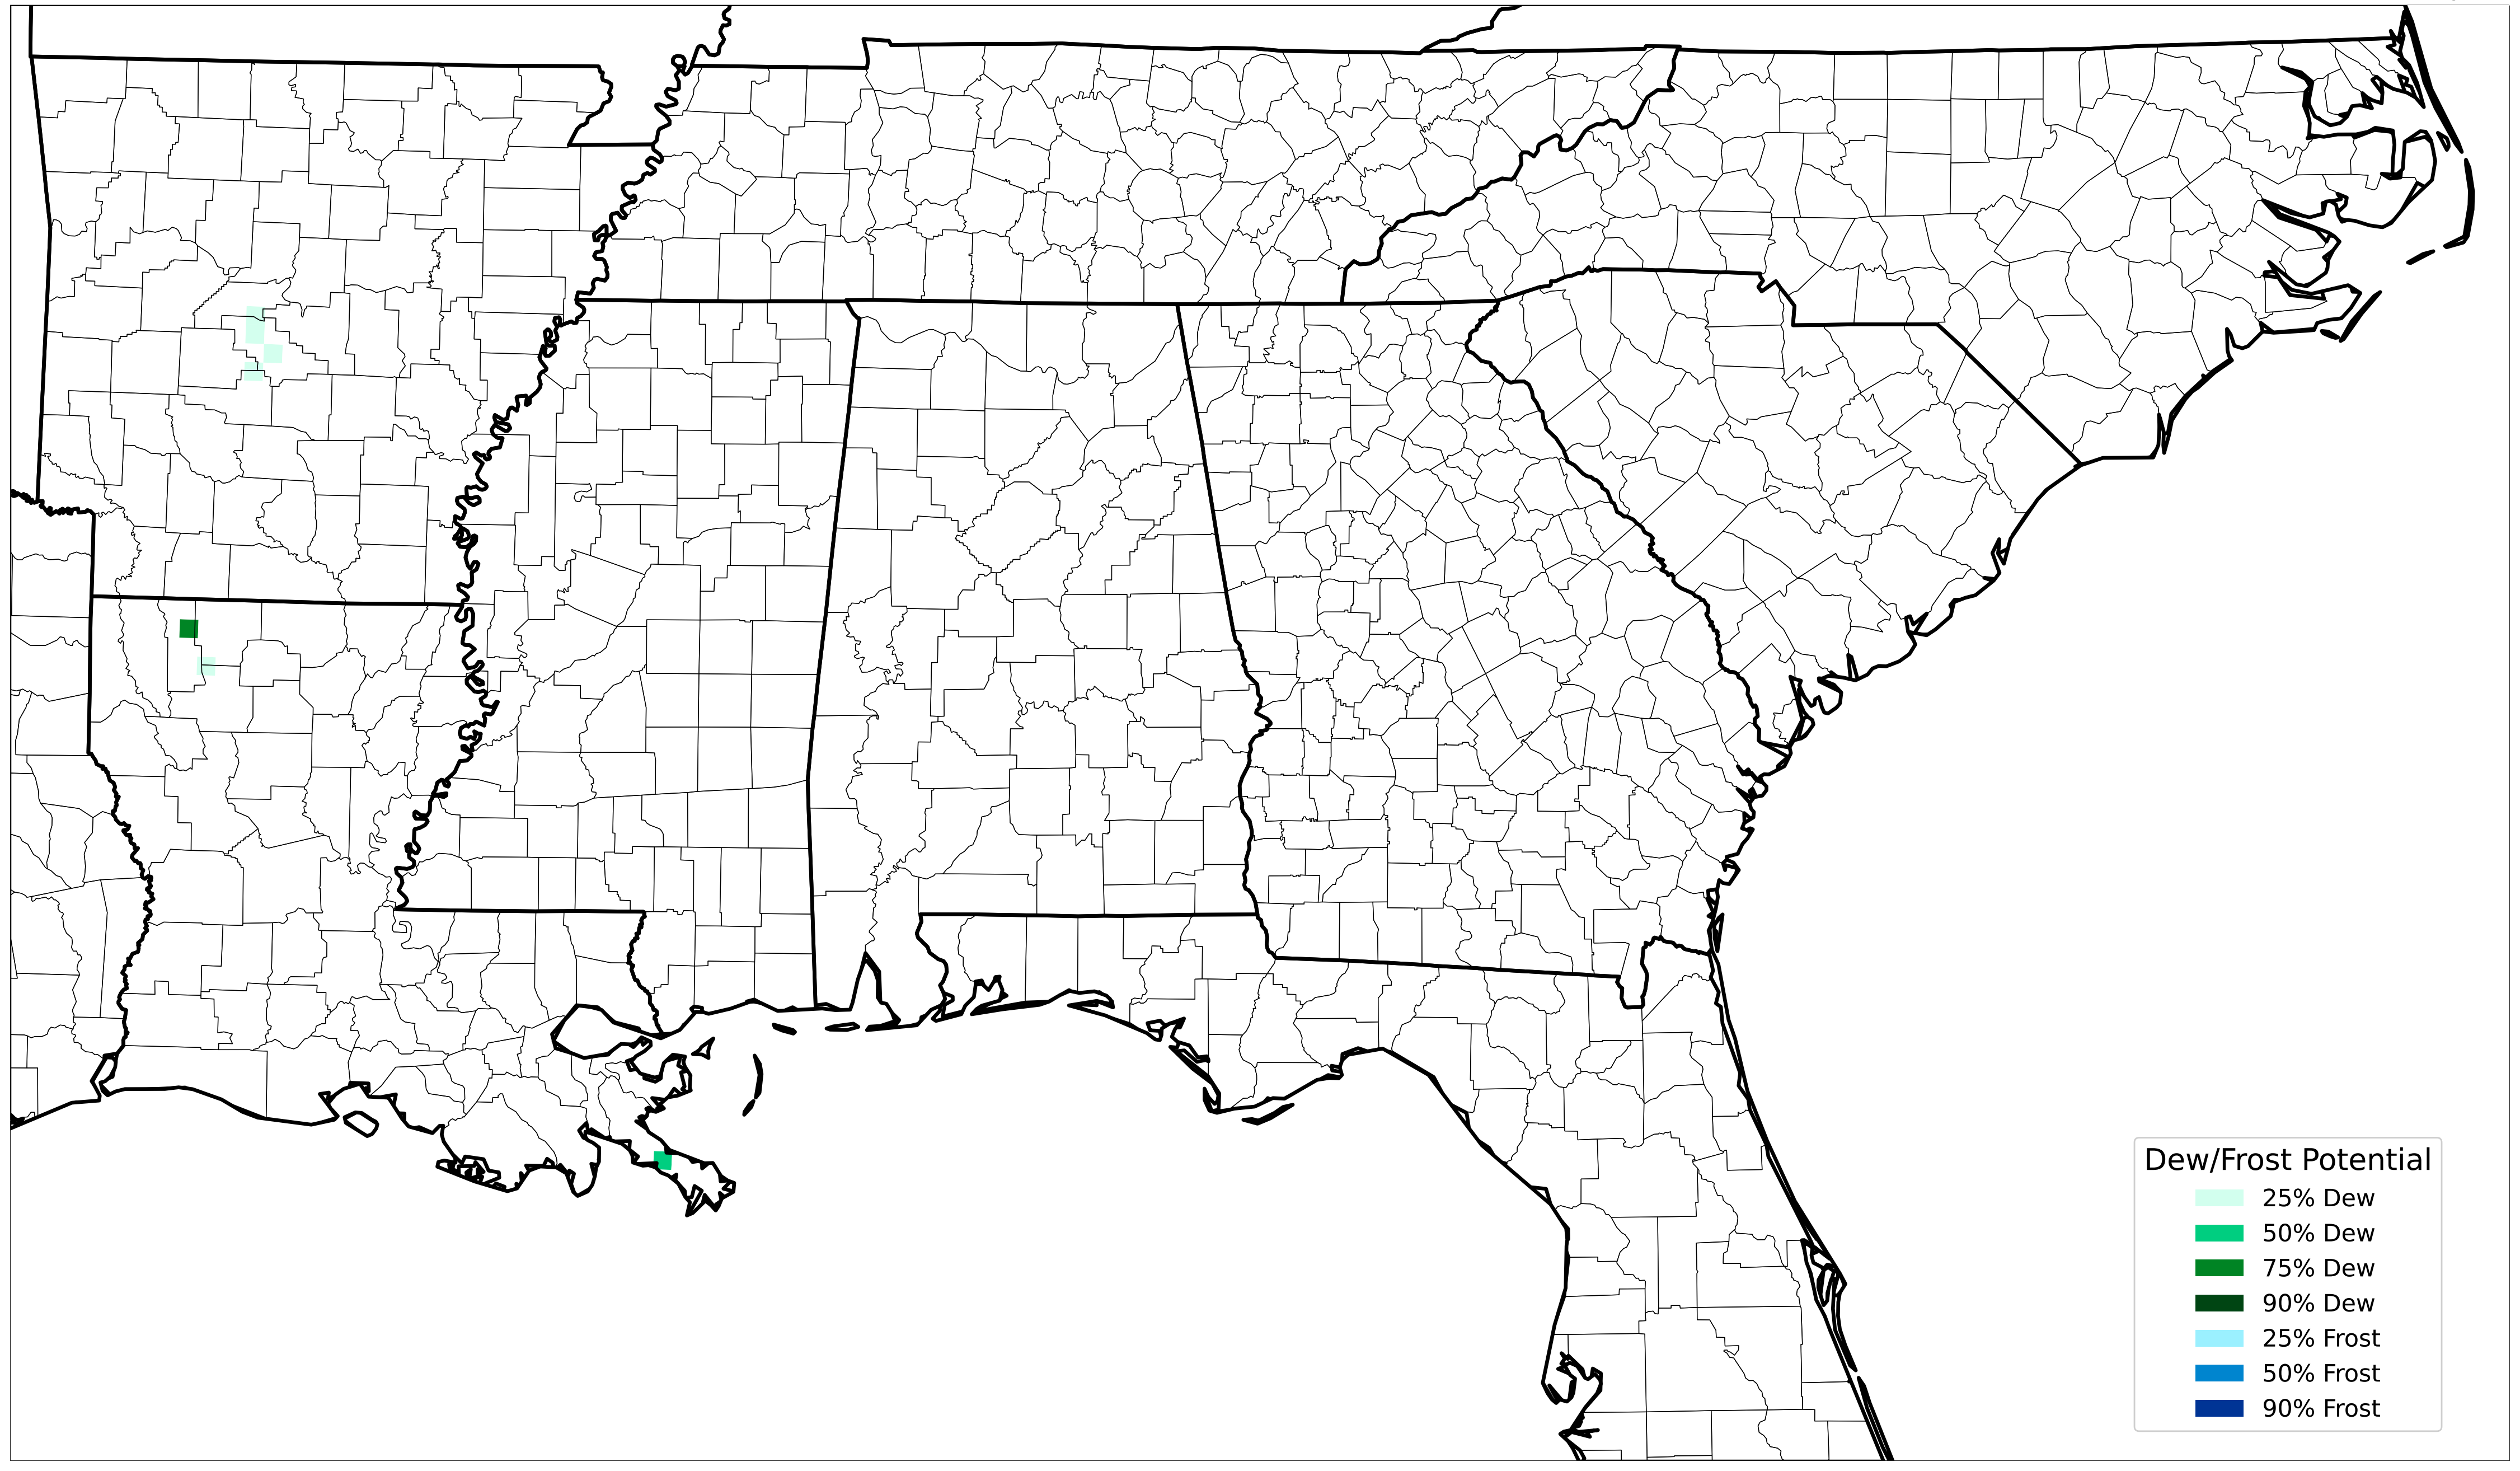 Dew/Frost Potential
25% Dew
50% Dew
75% Dew
90% Dew
25% Frost
50% Frost
90% Frost